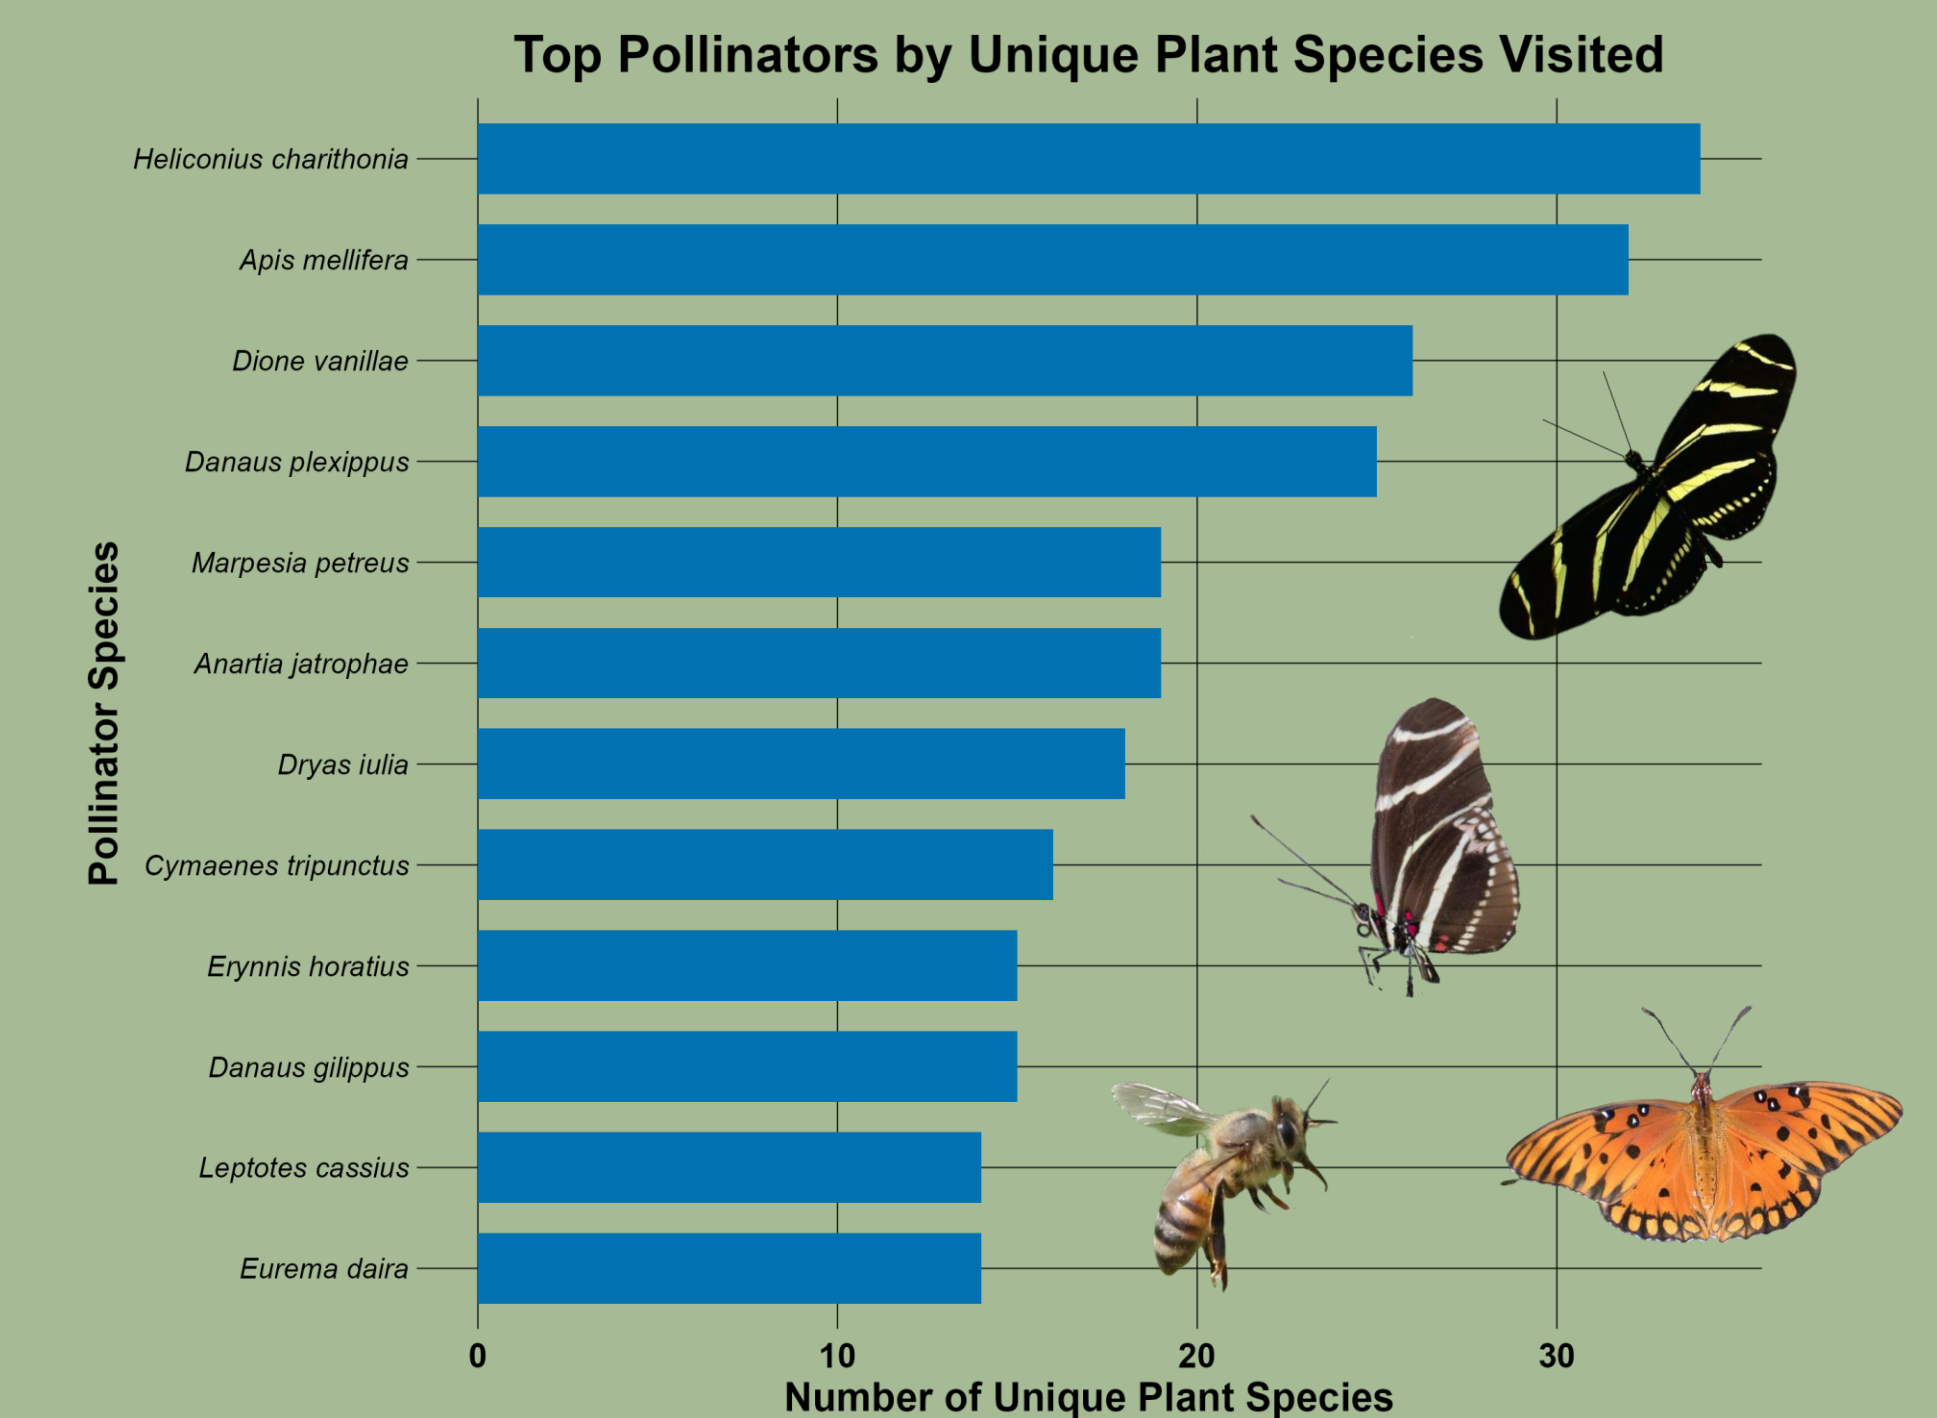 Top Pollinators by Unique Plant Species Visited
Pollinator Species
Heliconius charithonia
Apis mellifera
Dione vanillae
Danaus plexippus
Marpesia petreus
Anartia jatrophae
Dryas iulia
Cymaenes tripunctus
Erynnis horatius
Danaus gilippus
Leptotes cassius
Eurema daira
0 10 20 30
Number of Unique Plant Species